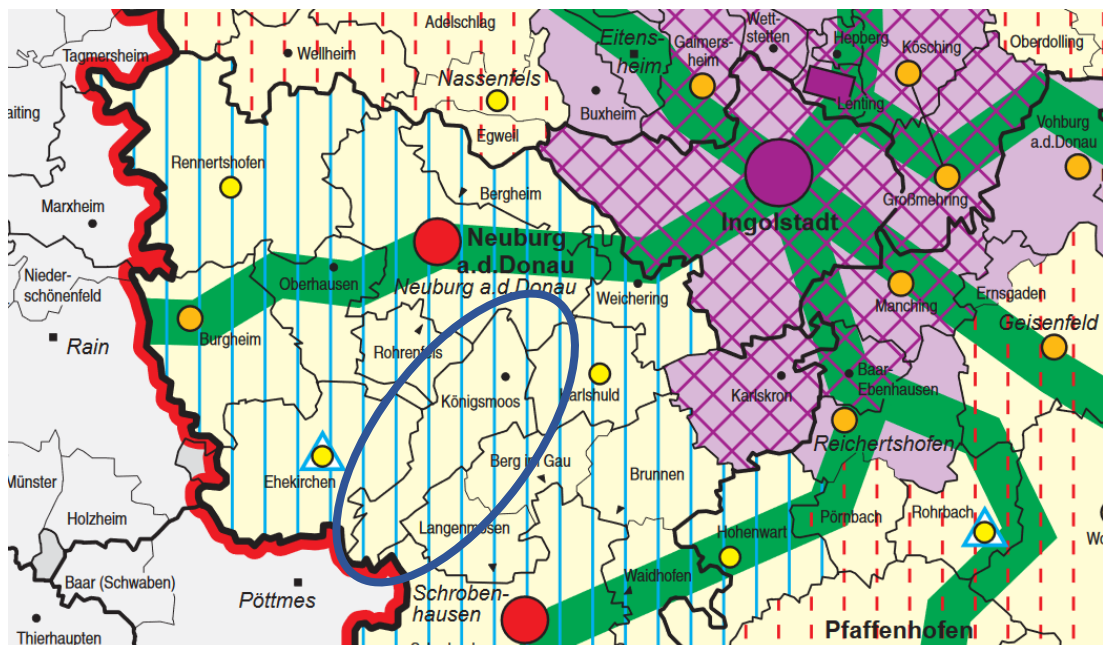 Adelschlag
Wett-
stetten
Eitens-
heim
Gaimers-
heim
Hepberg
Kösching
Oberdolling
Tagmersheim
Wellheim
Nassenfels
Buxheim
Lenting
Vohburg
a.d.Donau
Egweil
Rennertshofen
Bergheim
Großmehring
Marxheim
Ingolstadt
Neuburg
a.d.Donau
Neuburg a.d Donau
Nieder-
schönenfeld
Oberhausen
Weichering
Manching
Ernsgaden
Geisenfeld
Rain
Burgheim
Rohrenfels
Karlshuld
Königsmoos
Karlskron
Baar-
Ebenhausen
Reichertshofen
Berg im Gau
Brunnen
Ehekirchen
Münster
Holzheim
Langenmosen
Hohenwart
Pörnbach
Rohrbach
Baar (Schwaben)
Pöttmes
Schroben-
hausen
Waidhofen
Pfaffenhofen
Thierhaupten